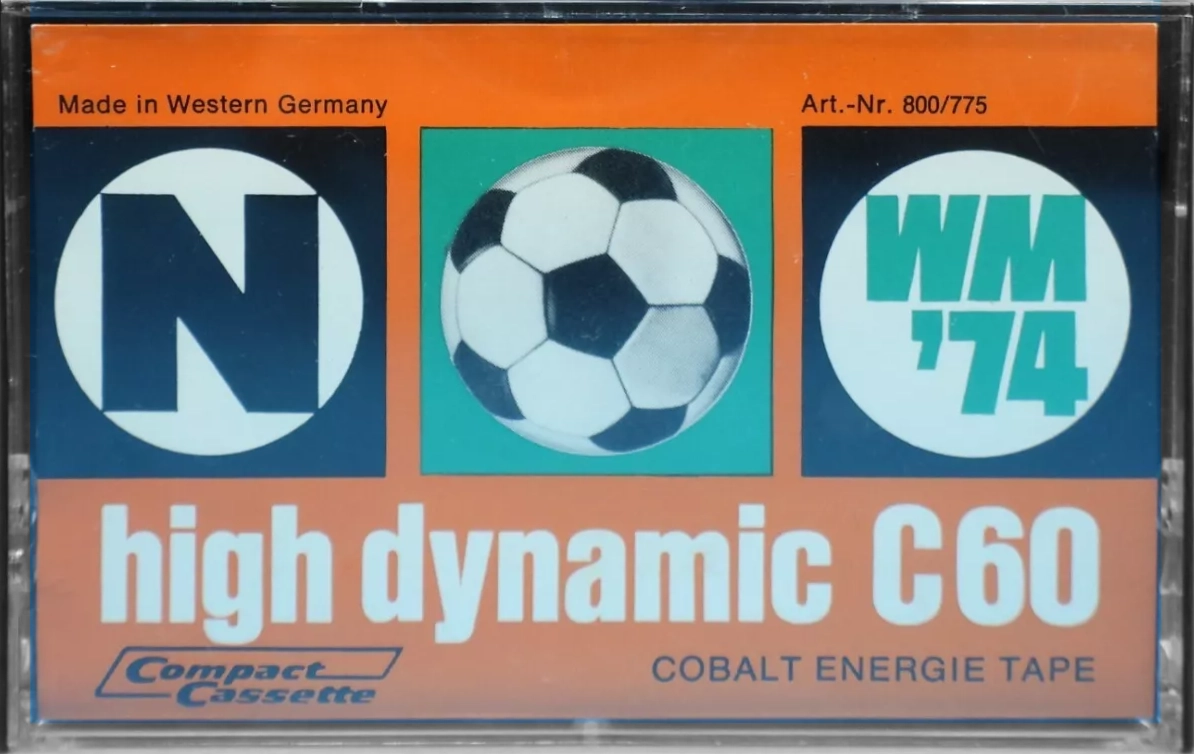 Made in Western Germany
Art.-Nr. 800/775
N
WM
'74
high dynamic C60
Compact
Cassette
COBALT ENERGIE TAPE